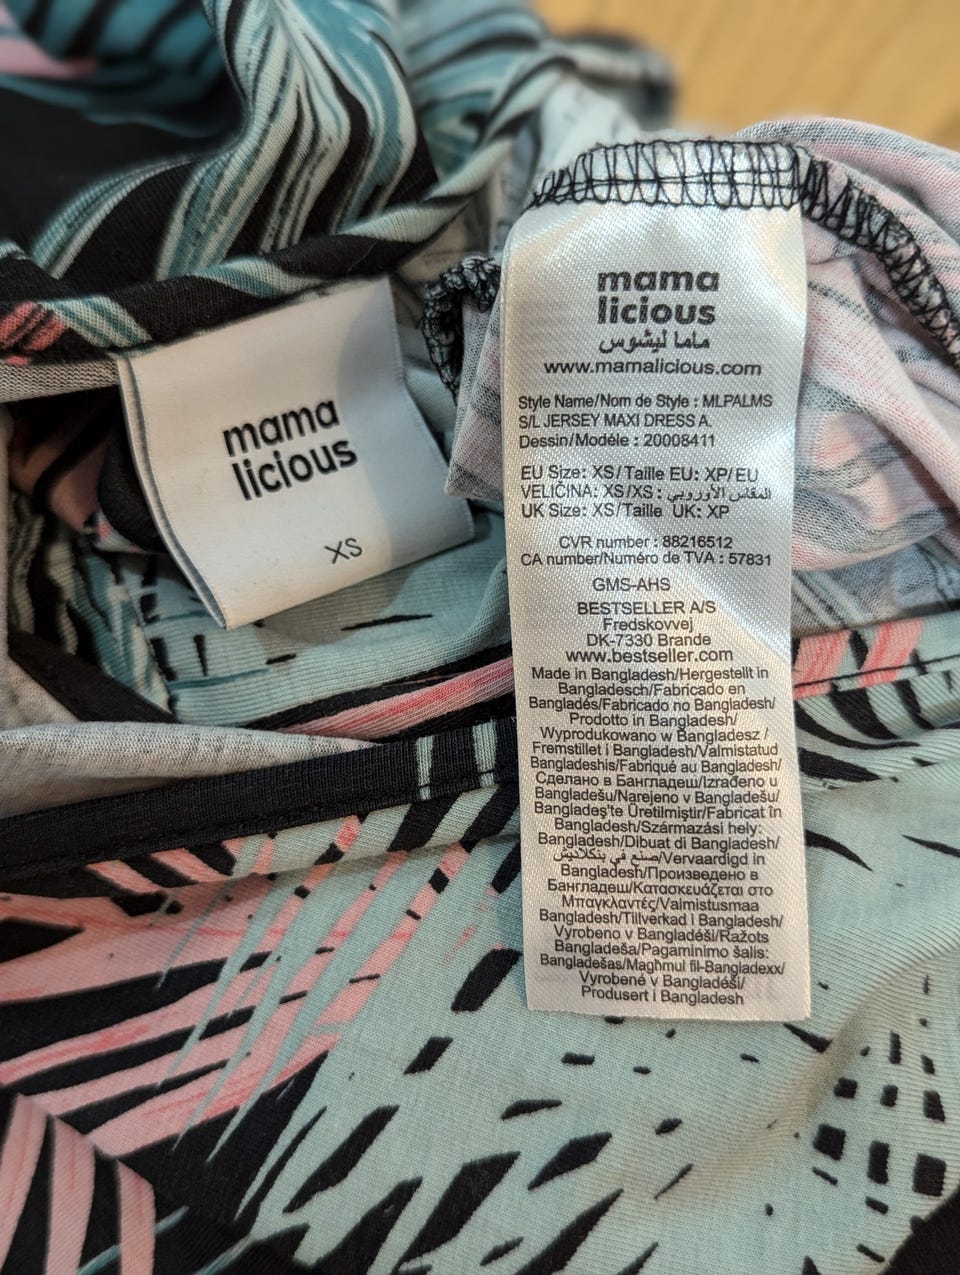 mama
licious
XS
mama
licious
ماما ليشوس
www.mamalicious.com
Style Name/Nom de Style : MLPALMS
S/L JERSEY MAXI DRESS A.
Dessin/Modéle : 20008411
EU Size: XS/Taille EU: XP/EU
VELIČINA: XS/XS : المقاس الأوروبي
UK Size: XS/Taille UK: XP
CVR number : 88216512
CA number/Numéro de TVA : 57831
GMS-AHS
BESTSELLER A/S
Fredskovvej
DK-7330 Brande
www.bestseller.com
Made in Bangladesh/Hergestellt in
Bangladesch/Fabricado en
Bangladés/Fabricado no Bangladesh/
Prodotto in Bangladesh/
Wyprodukowano w Bangladesz /
Fremstillet i Bangladesh/Valmistatud
Bangladeshis/Fabriqué au Bangladesh/
Сделано в Бангладеш/Izrađeno u
Bangladešu/Narejeno v Bangladešu/
Bangladeş'te Üretilmiştir/Fabricat în
Bangladesh/Származási hely:
Bangladesh/Dibuat di Bangladesh/
صنع في بنكلاديش/Vervaardigd in
Bangladesh/Произведено в
Бангладеш/Κατασκευάζεται στο
Μπαγκλαντές/Valmistusmaa
Bangladesh/Tillverkad i Bangladesh/
Vyrobeno v Bangladéši/Ražots
Bangladeša/Pagaminimo šalis:
Bangladešas/Magħmul fil-Bangladexx/
Vyrobené v Bangladéši/
Produsert i Bangladesh